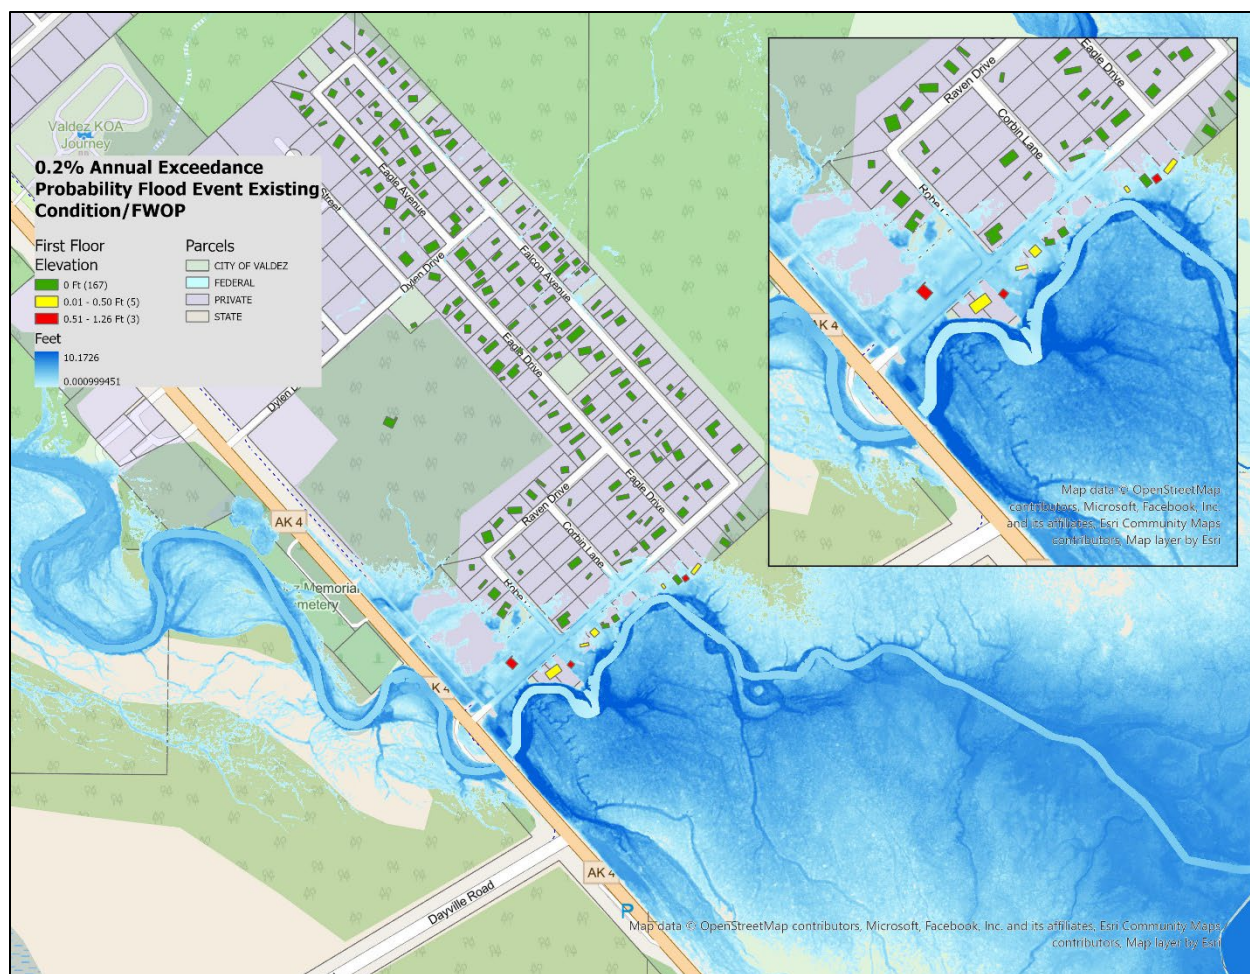 Valdez KOA
Journey
0.2% Annual Exceedance
Probability Flood Event Existing
Condition/FWOP
First Floor
Elevation
0 Ft (167)
0.01 - 0.50 Ft (5)
0.51 - 1.26 Ft (3)
Feet
10.1726
0.000999451
Parcels
CITY OF VALDEZ
FEDERAL
PRIVATE
STATE
Street
Eagle Avenue
Dylen Drive
Falcon Avenue
Eagle Drive
Dylen D
Eagle Drive
Raven Drive
Corbin Lane
Robe
AK 4
Memorial
metery
K 4
AK 4
Dayville Road
P
Map data © OpenStreetMap contributors, Microsoft, Facebook, Inc. and its affiliates, Esri Community Maps
contributors, Map layer by Esri
Raven Drive
Eagle Drive
Corbin Lane
Robe
AK 4
Map data © OpenStreetMap
contributors, Microsoft, Facebook, Inc.
and its affiliates, Esri Community Maps
contributors, Map layer by Esri